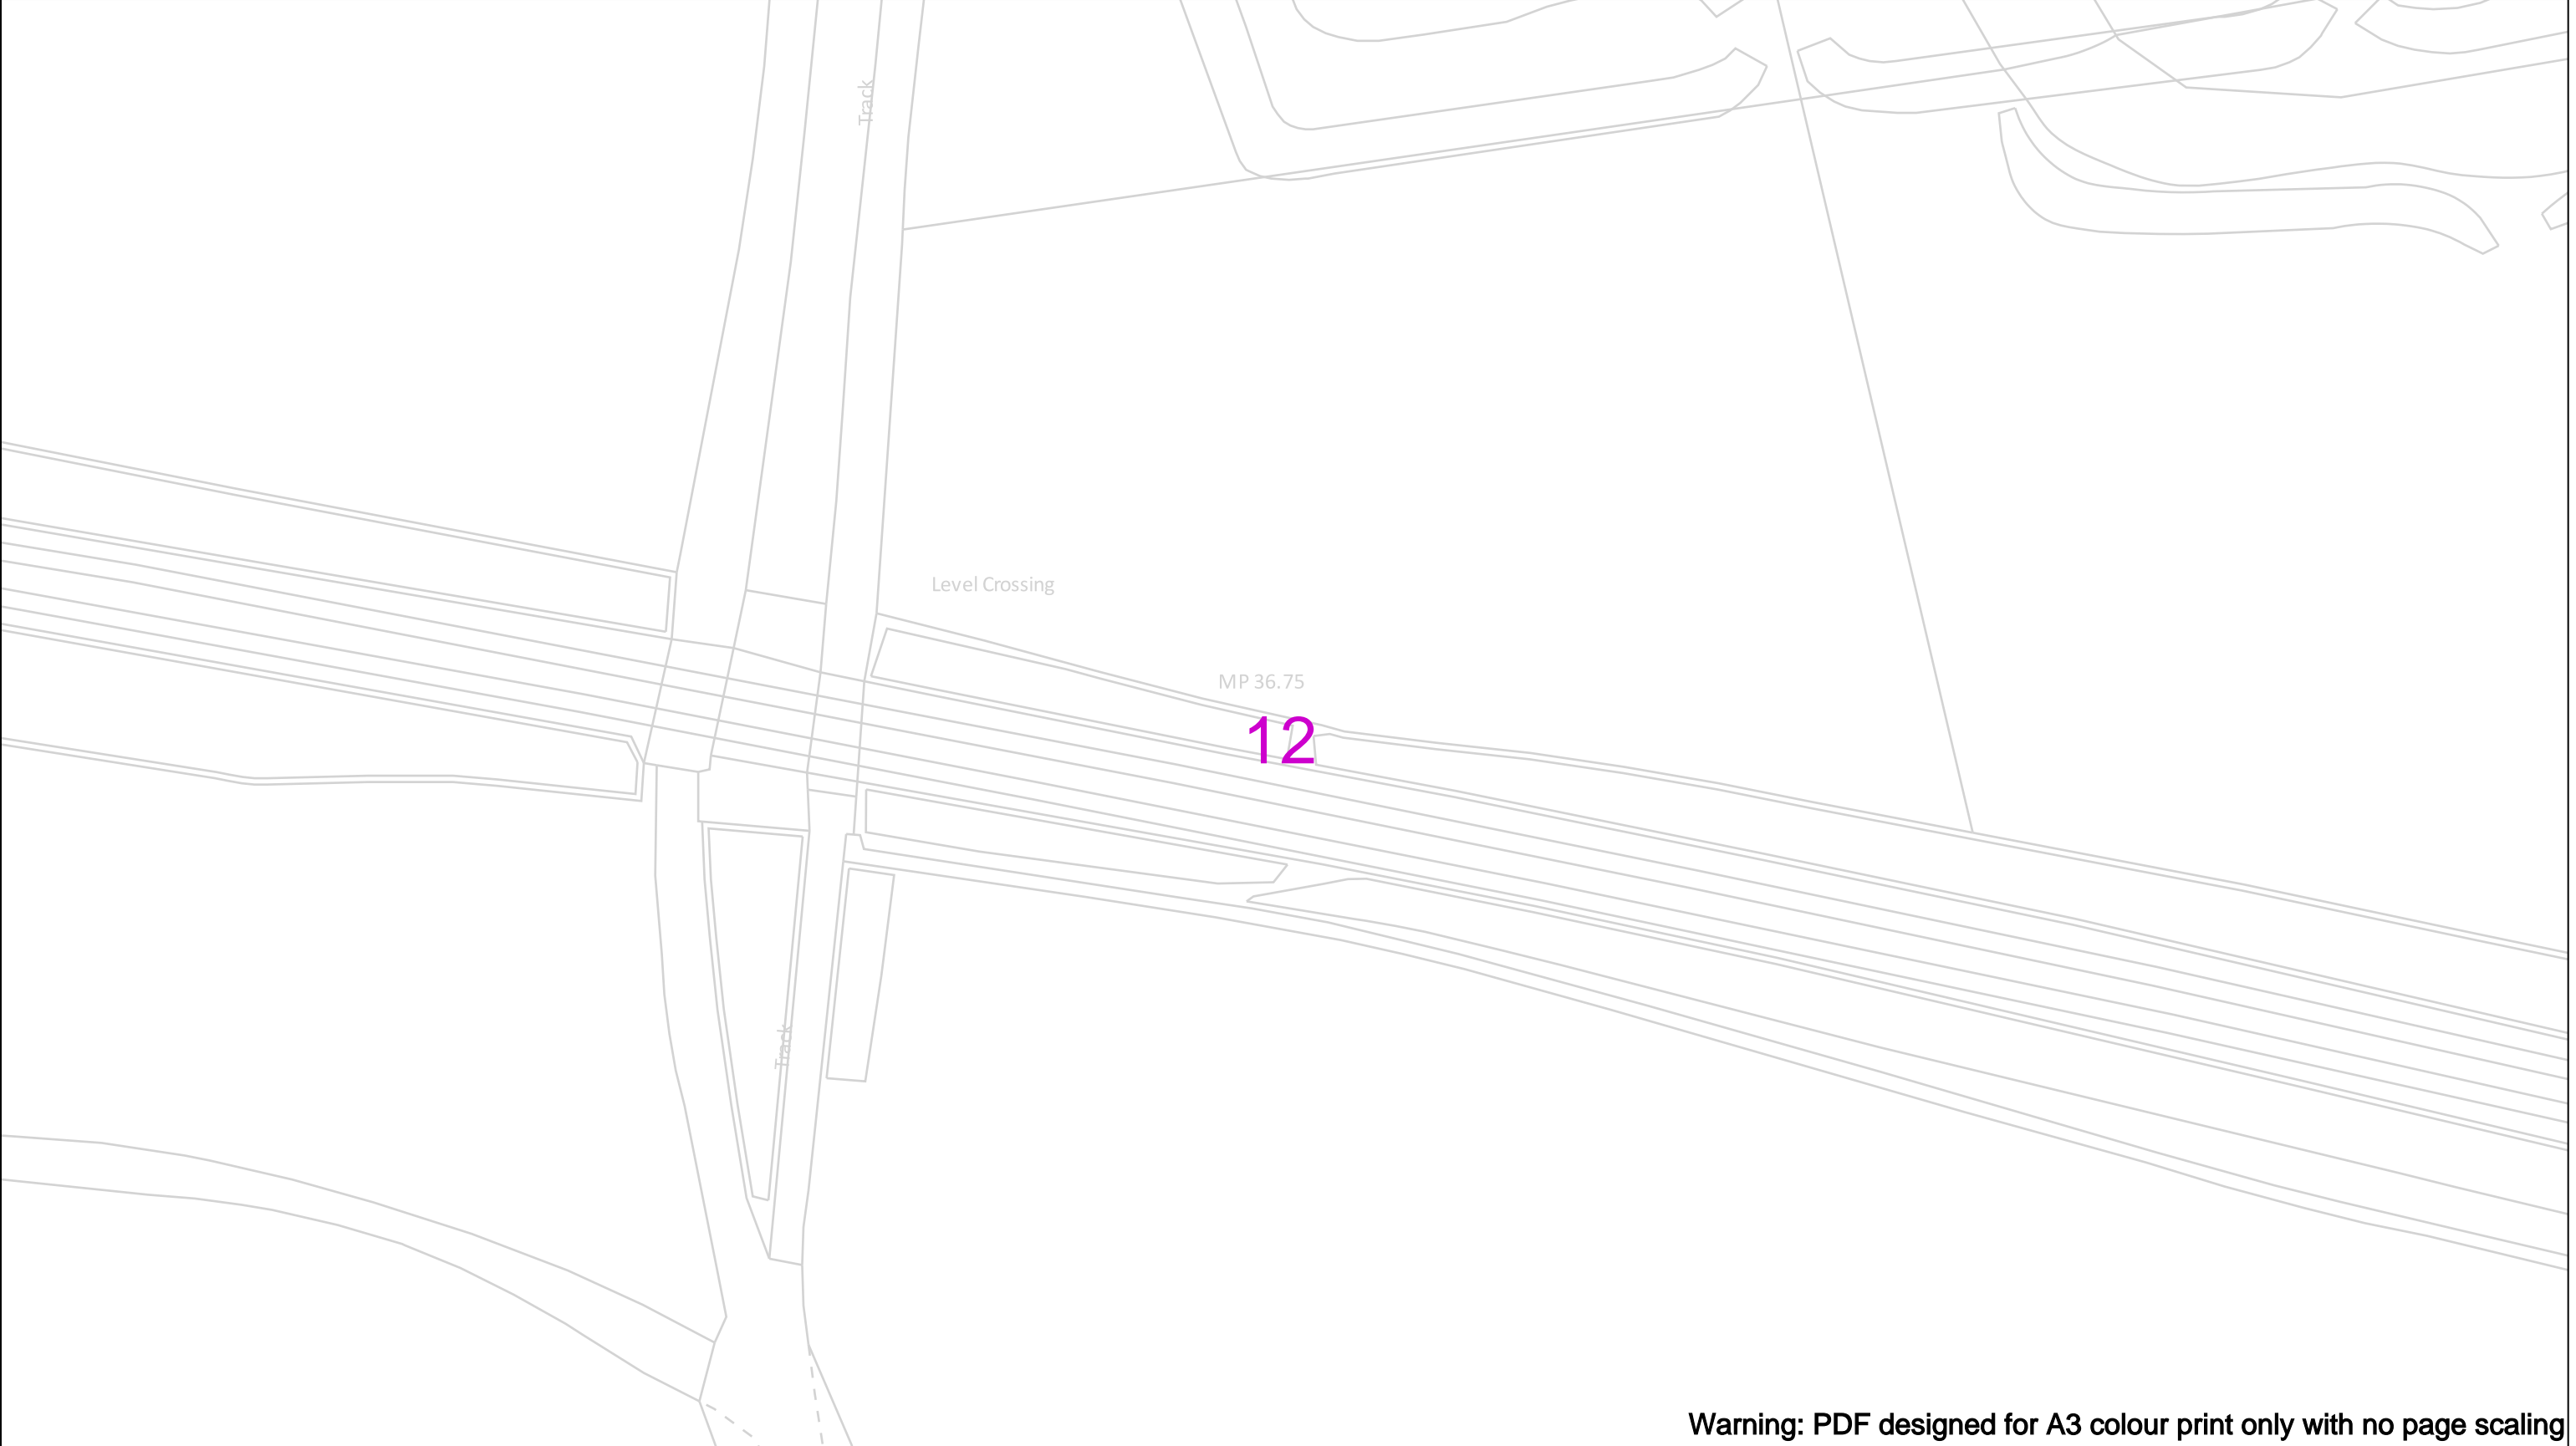 Track
Level Crossing
MP 36.75
12
Track
Warning: PDF designed for A3 colour print only with no page scaling